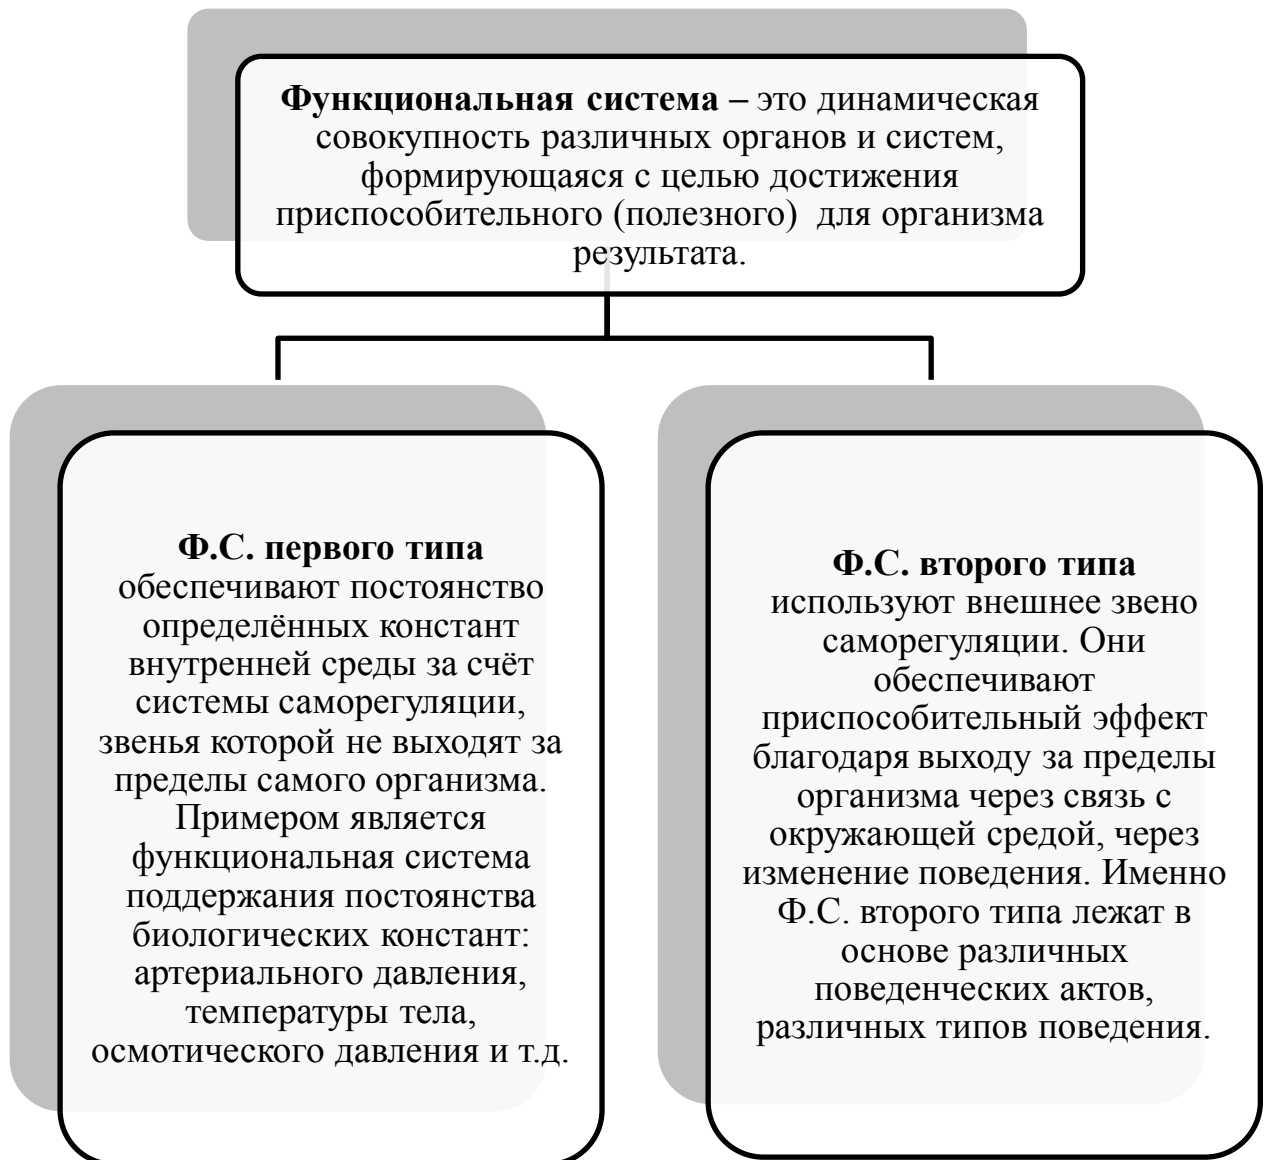 Функциональная система – это динамическая
совокупность различных органов и систем,
формирующаяся с целью достижения
приспособительного (полезного) для организма
результата.
Ф.С. первого типа
обеспечивают постоянство
определённых констант
внутренней среды за счёт
системы саморегуляции,
звенья которой не выходят за
пределы самого организма.
Примером является
функциональная система
поддержания постоянства
биологических констант:
артериального давления,
температуры тела,
осмотического давления и т.д.
Ф.С. второго типа
используют внешнее звено
саморегуляции. Они
обеспечивают
приспособительный эффект
благодаря выходу за пределы
организма через связь с
окружающей средой, через
изменение поведения. Именно
Ф.С. второго типа лежат в
основе различных
поведенческих актов,
различных типов поведения.